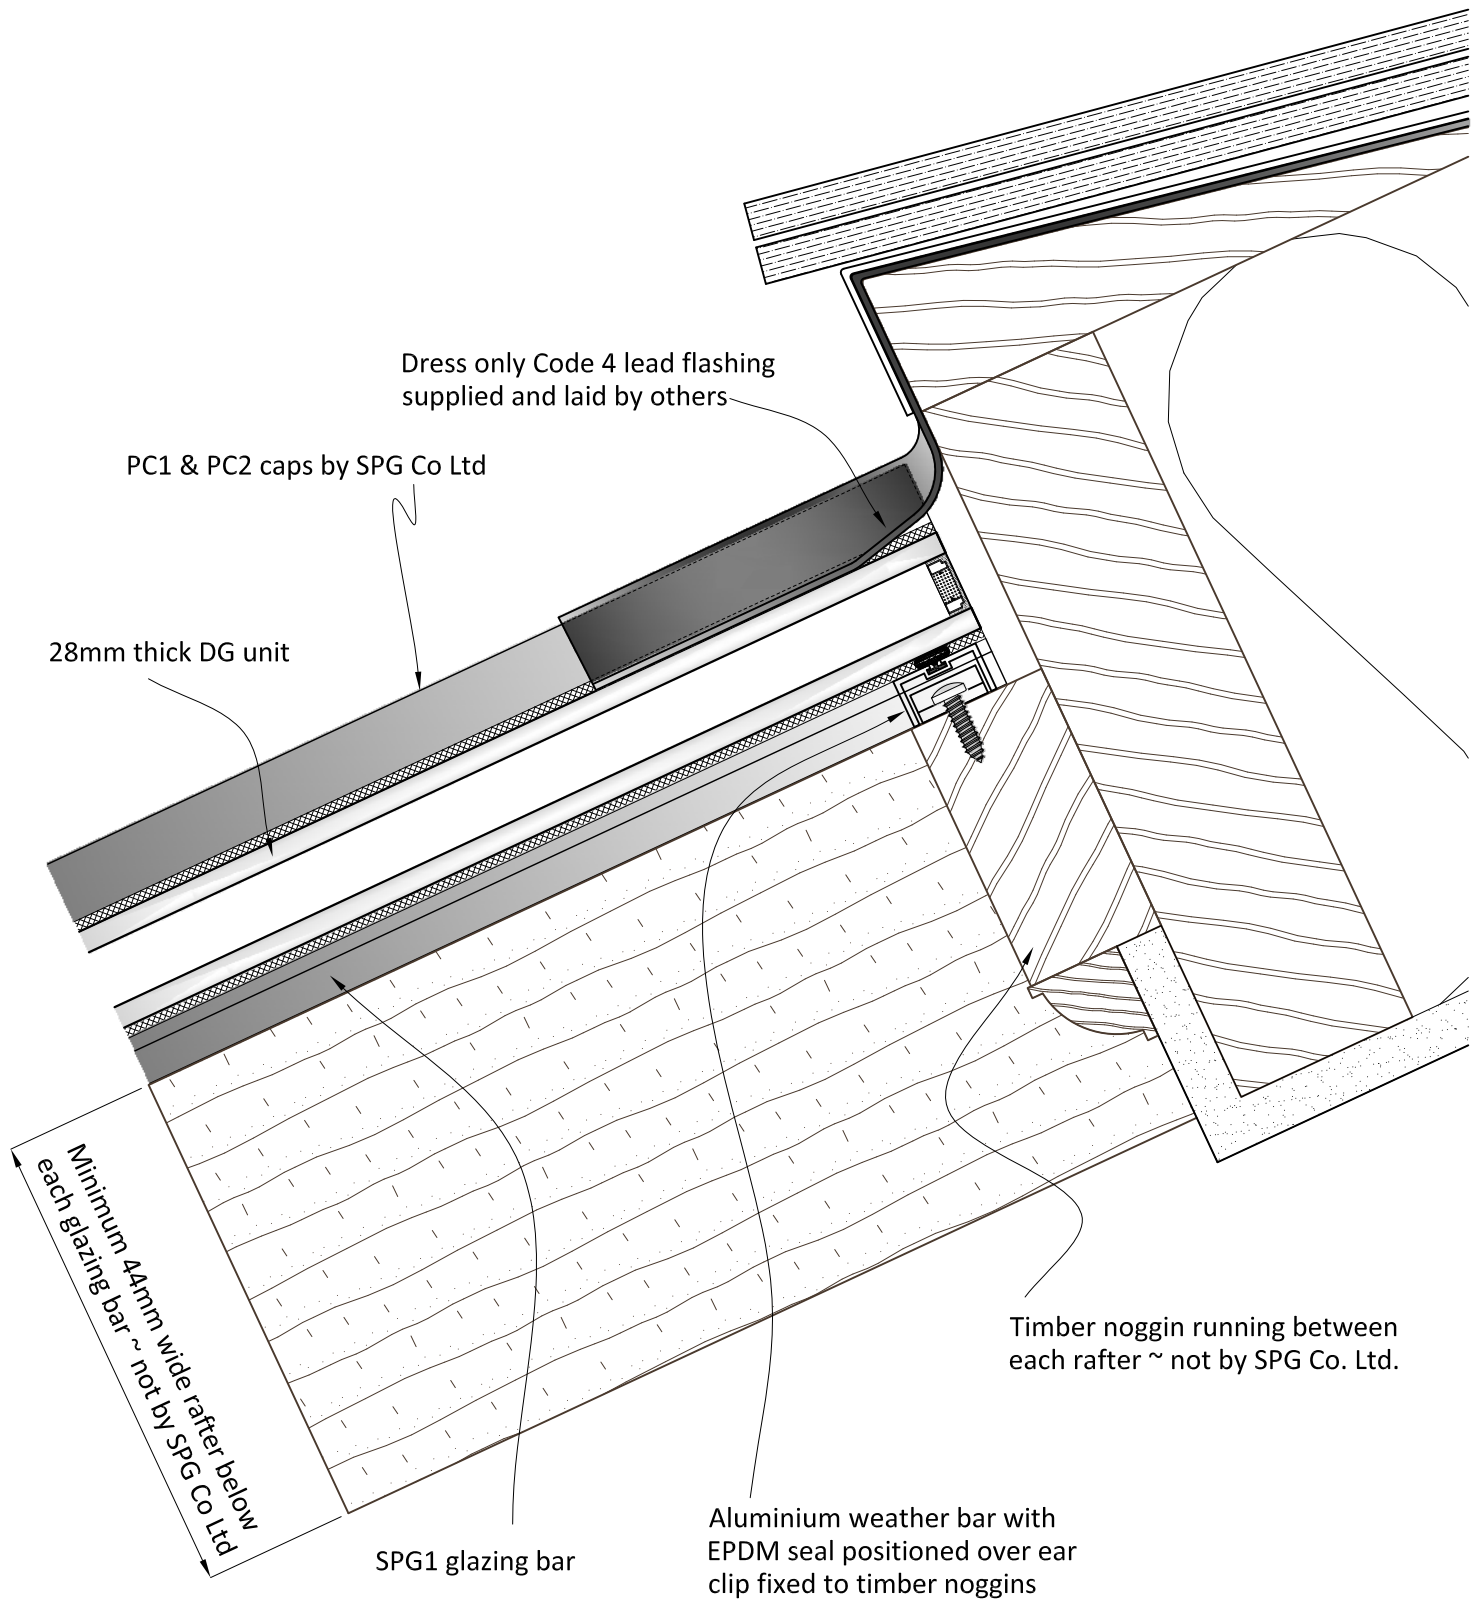 Dress only Code 4 lead flashing
supplied and laid by others
PC1 & PC2 caps by SPG Co Ltd
28mm thick DG unit
Minimum 44mm wide rafter below
each glazing bar ~ not by SPG Co Ltd
Timber noggin running between
each rafter ~ not by SPG Co. Ltd.
Aluminium weather bar with
EPDM seal positioned over ear
clip fixed to timber noggins
SPG1 glazing bar